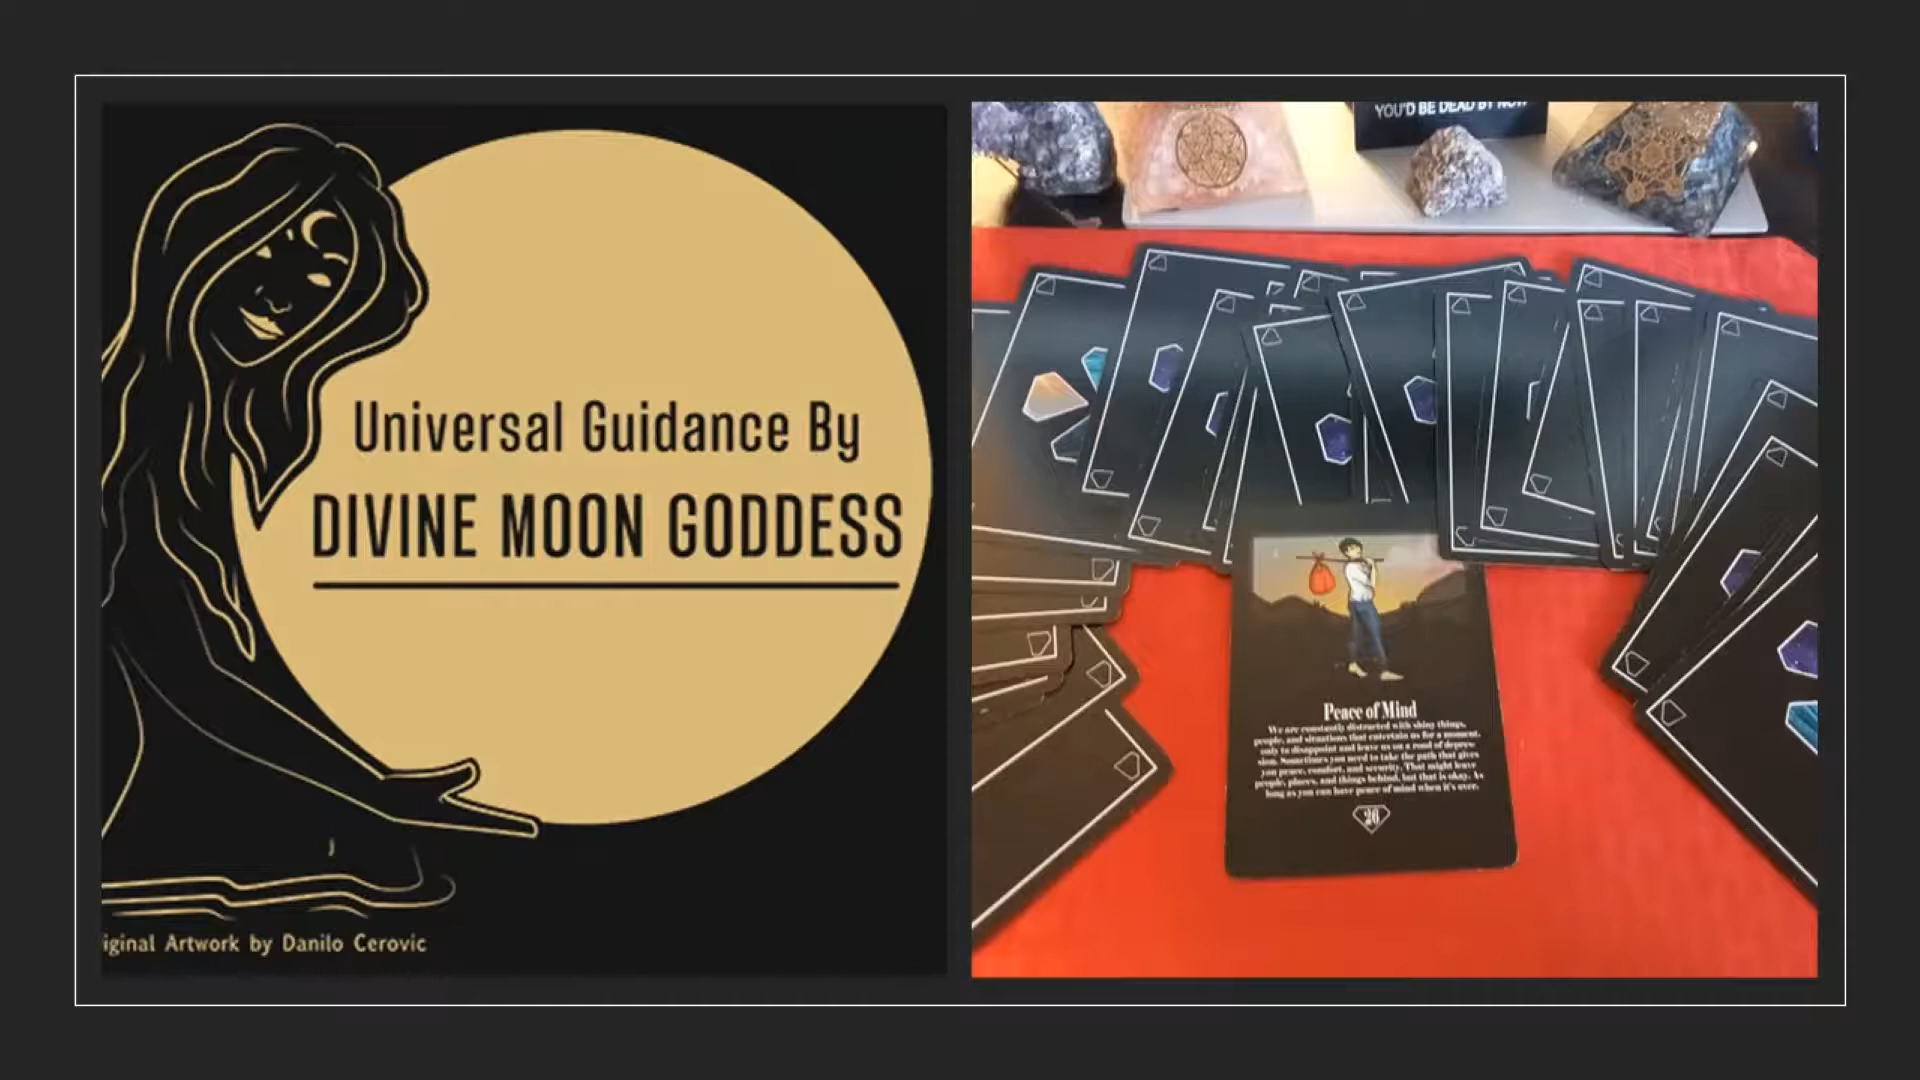 Universal Guidance By
DIVINE MOON GODDESS
iginal Artwork by Danilo Cerovic
YOU'D BE DEAD BY NOW
Peace of Mind
We are constantly distracted with shiny things,
people, and situations that entertain us for a moment,
only to disappoint and leave us on a road of depres-
sion. Sometimes you need to take the path that gives
you peace, comfort, and security. That might leave
people, places, and things behind, but that is okay. As
long as you can have peace of mind when it's over.
26